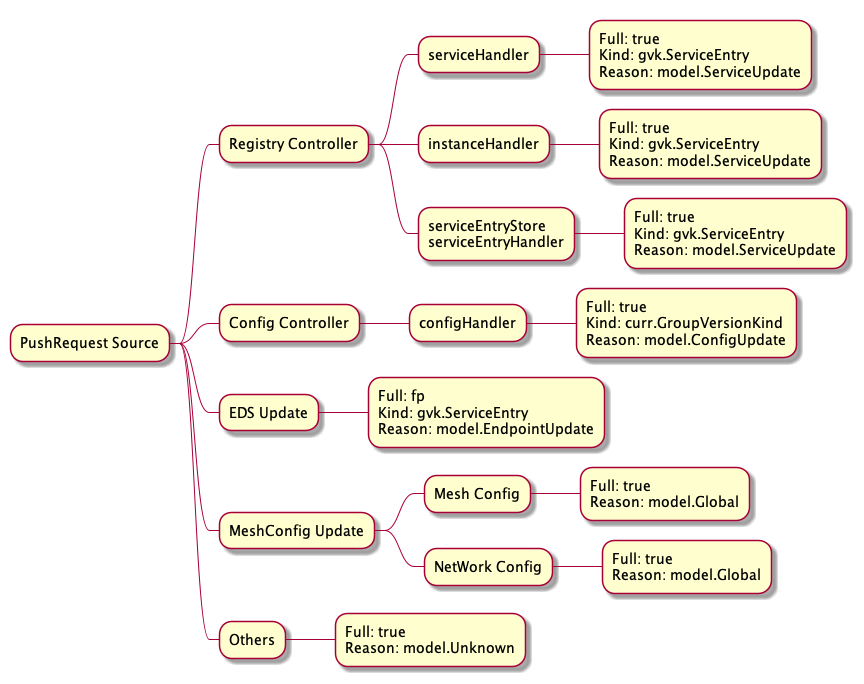 PushRequest Source
Registry Controller
serviceHandler
Full: true
Kind: gvk.ServiceEntry
Reason: model.ServiceUpdate
instanceHandler
Full: true
Kind: gvk.ServiceEntry
Reason: model.ServiceUpdate
serviceEntryStore
serviceEntryHandler
Full: true
Kind: gvk.ServiceEntry
Reason: model.ServiceUpdate
Config Controller
configHandler
Full: true
Kind: curr.GroupVersionKind
Reason: model.ConfigUpdate
EDS Update
Full: fp
Kind: gvk.ServiceEntry
Reason: model.EndpointUpdate
MeshConfig Update
Mesh Config
Full: true
Reason: model.Global
NetWork Config
Full: true
Reason: model.Global
Others
Full: true
Reason: model.Unknown